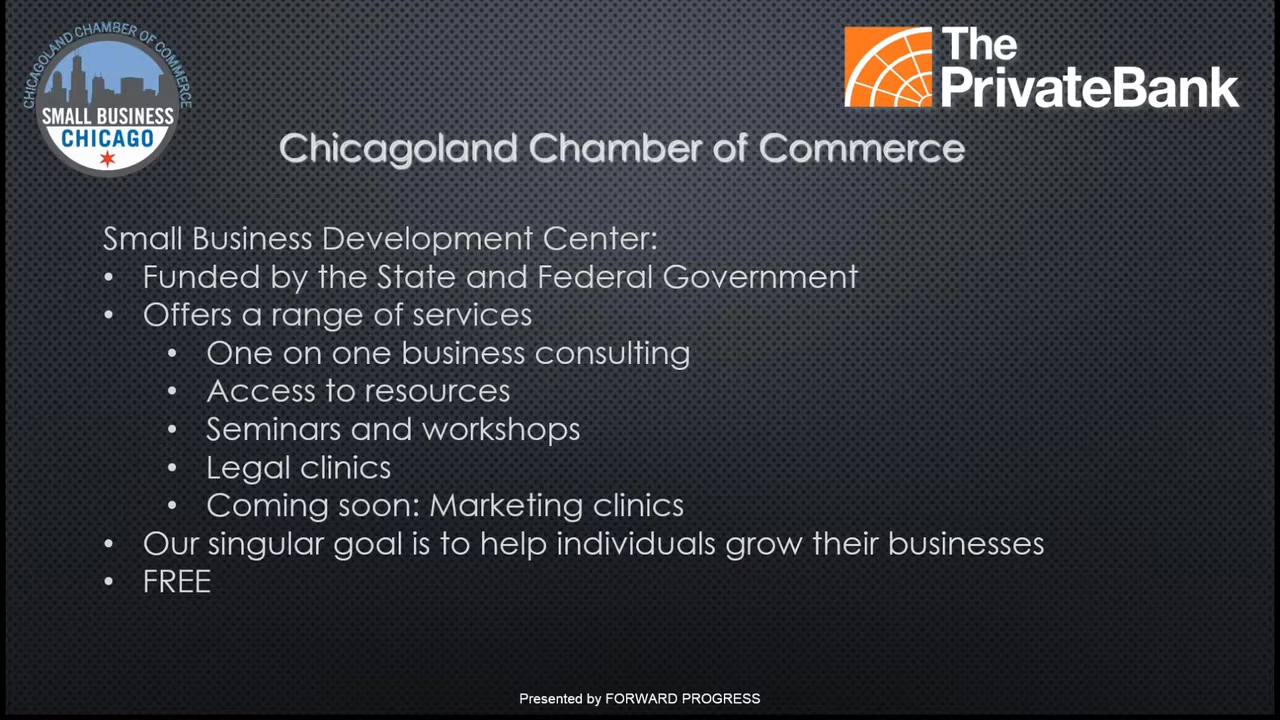 CHICAGOLAND CHAMBER OF COMMERCE
SMALL BUSINESS
CHICAGO
The
PrivateBank
Chicagoland Chamber of Commerce
Small Business Development Center:
• Funded by the State and Federal Government
• Offers a range of services
• One on one business consulting
• Access to resources
• Seminars and workshops
• Legal clinics
• Coming soon: Marketing clinics
• Our singular goal is to help individuals grow their businesses
• FREE
Presented by FORWARD PROGRESS